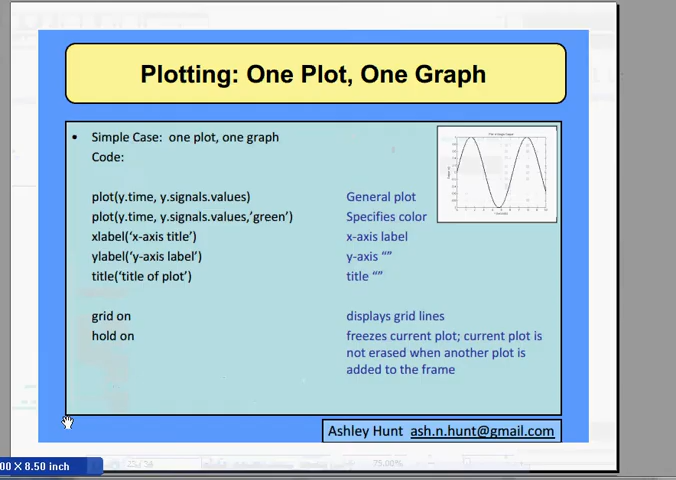 Plotting: One Plot, One Graph
• Simple Case: one plot, one graph
Code:
plot(y.time, y.signals.values) General plot
plot(y.time, y.signals.values,’green’) Specifies color
xlabel(‘x-axis title’) x-axis label
ylabel(‘y-axis label’) y-axis “”
title(‘title of plot’) title “”
grid on displays grid lines
hold on freezes current plot; current plot is
not erased when another plot is
added to the frame
Ashley Hunt ash.n.hunt@gmail.com
00 X 8.50 inch
75.00%